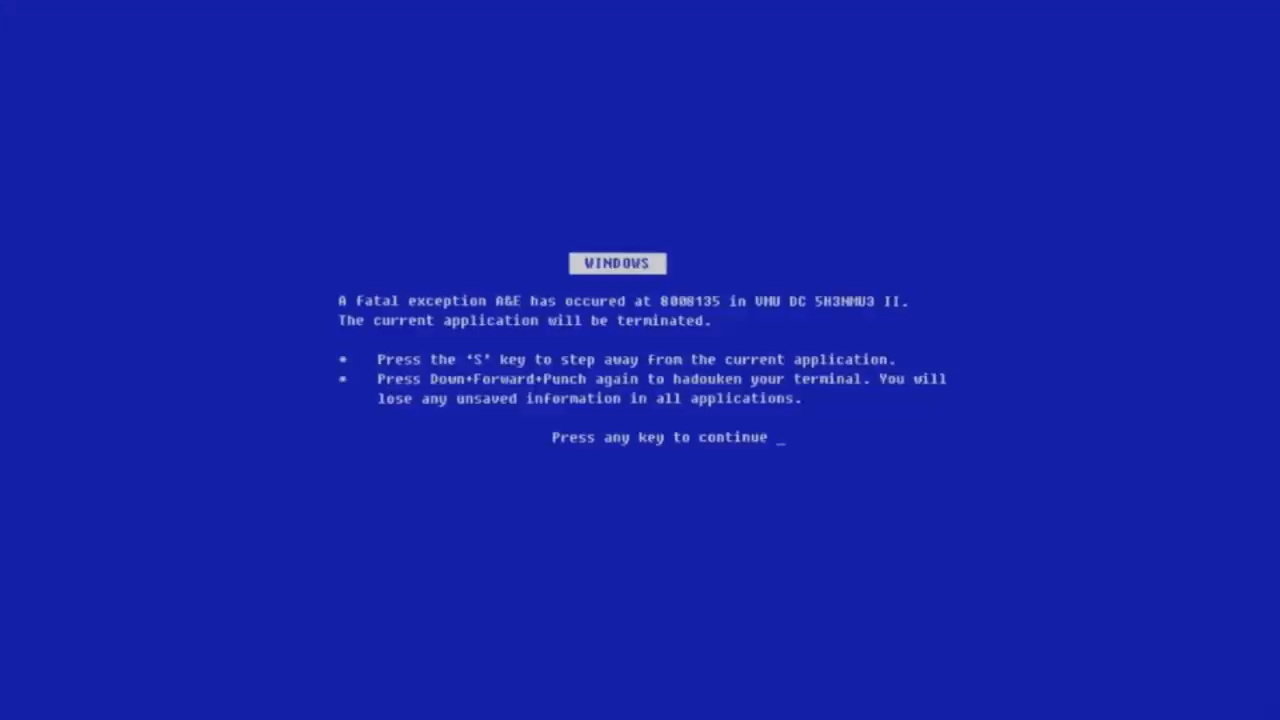 WINDOWS
A fatal exception A&E has occured at 8008135 in VMU DC 5H3NMU3 II.
The current application will be terminated.
* Press the ‘S’ key to step away from the current application.
* Press Down+Forward+Punch again to hadouken your terminal. You will
lose any unsaved information in all applications.
Press any key to continue _